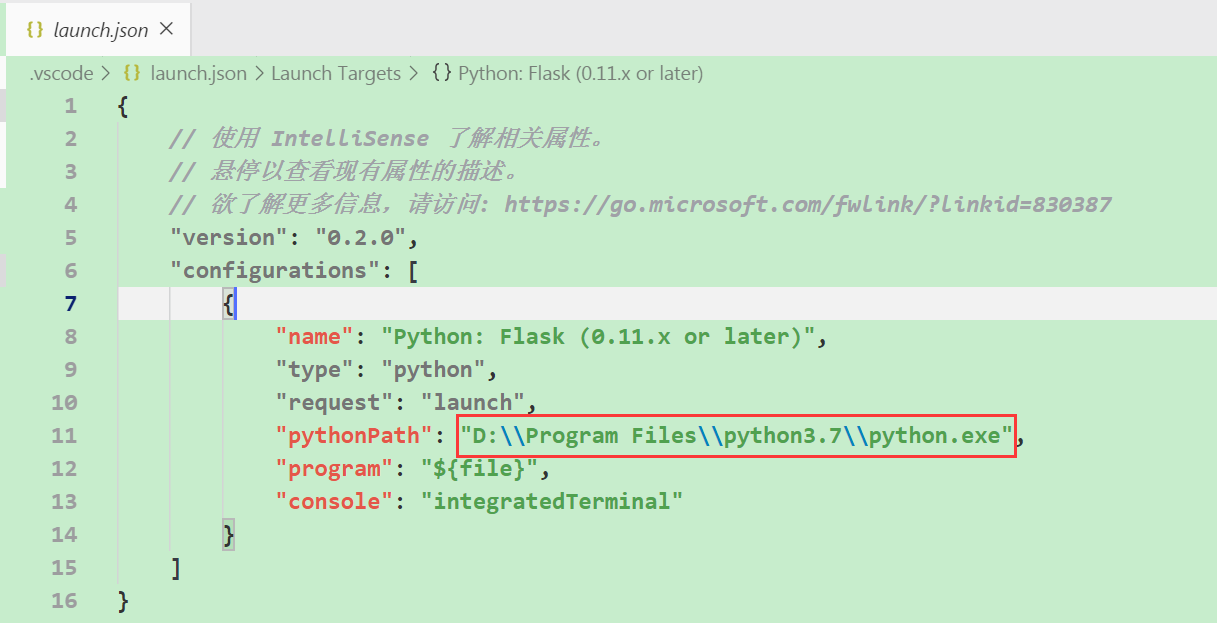 {} launch.json ×
.vscode > {} launch.json > Launch Targets > {} Python: Flask (0.11.x or later)
1 {
2 // 使用 IntelliSense 了解相关属性。
3 // 悬停以查看现有属性的描述。
4 // 欲了解更多信息，请访问: https://go.microsoft.com/fwlink/?linkid=830387
5 "version": "0.2.0",
6 "configurations": [
7 {
8 "name": "Python: Flask (0.11.x or later)",
9 "type": "python",
10 "request": "launch",
11 "pythonPath": "D:\\Program Files\\python3.7\\python.exe",
12 "program": "${file}",
13 "console": "integratedTerminal"
14 }
15 ]
16 }